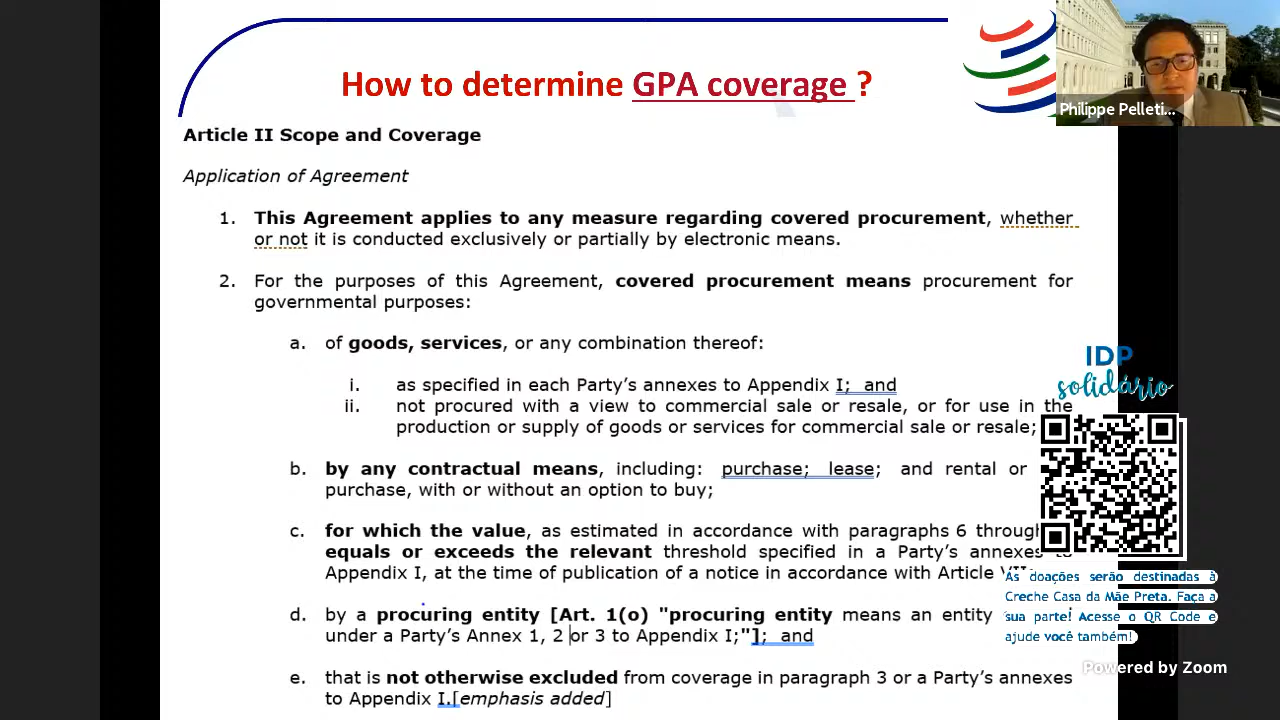 How to determine GPA coverage ?
Philippe Pelleti...
Article II Scope and Coverage
Application of Agreement
1. This Agreement applies to any measure regarding covered procurement, whether
or not it is conducted exclusively or partially by electronic means.
2. For the purposes of this Agreement, covered procurement means procurement for
governmental purposes:
a. of goods, services, or any combination thereof:
i. as specified in each Party's annexes to Appendix I; and
ii. not procured with a view to commercial sale or resale, or for use in the
production or supply of goods or services for commercial sale or resale;
b. by any contractual means, including: purchase; lease; and rental or
purchase, with or without an option to buy;
c. for which the value, as estimated in accordance with paragraphs 6 through
equals or exceeds the relevant threshold specified in a Party's annexes to
Appendix I, at the time of publication of a notice in accordance with Article
d. by a procuring entity [Art. 1(o) "procuring entity means an entity
under a Party's Annex 1, 2 or 3 to Appendix I;"]; and
e. that is not otherwise excluded from coverage in paragraph 3 or a Party's annexes
to Appendix I.[emphasis added]
IDP
solidário
As doações serão destinadas à
Creche Casa da Mãe Preta. Faça a
sua parte! Acesse o QR Code e
ajude você também!
Powered by Zoom